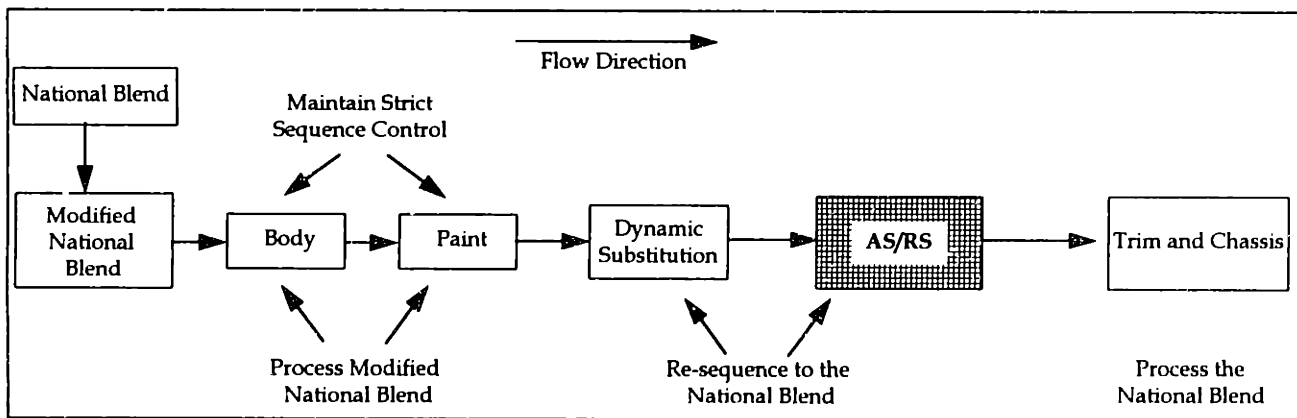 Flow Direction
National Blend
Maintain Strict
Sequence Control
Modified
National
Blend
Body
Paint
Dynamic
Substitution
AS/RS
Trim and Chassis
Process Modified
National Blend
Re-sequence to the
National Blend
Process the
National Blend